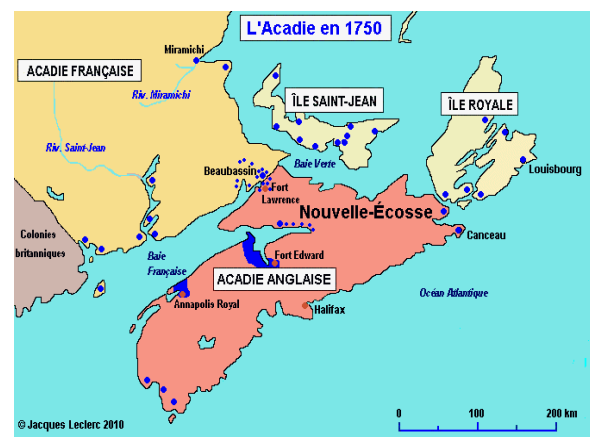 L'Acadie en 1750
Miramichi
ACADIE FRANÇAISE
Riv. Miramichi
ÎLE SAINT-JEAN
ÎLE ROYALE
Riv. Saint-Jean
Baie Verte
Beaubassin
Louisbourg
Fort
Lawrence
Nouvelle-Écosse
Colonies
britanniques
Canceau
Baie
Française
Fort Edward
ACADIE ANGLAISE
Océan Atlantique
Annapolis Royal
Halifax
© Jacques Leclerc 2010
0 100 200 km